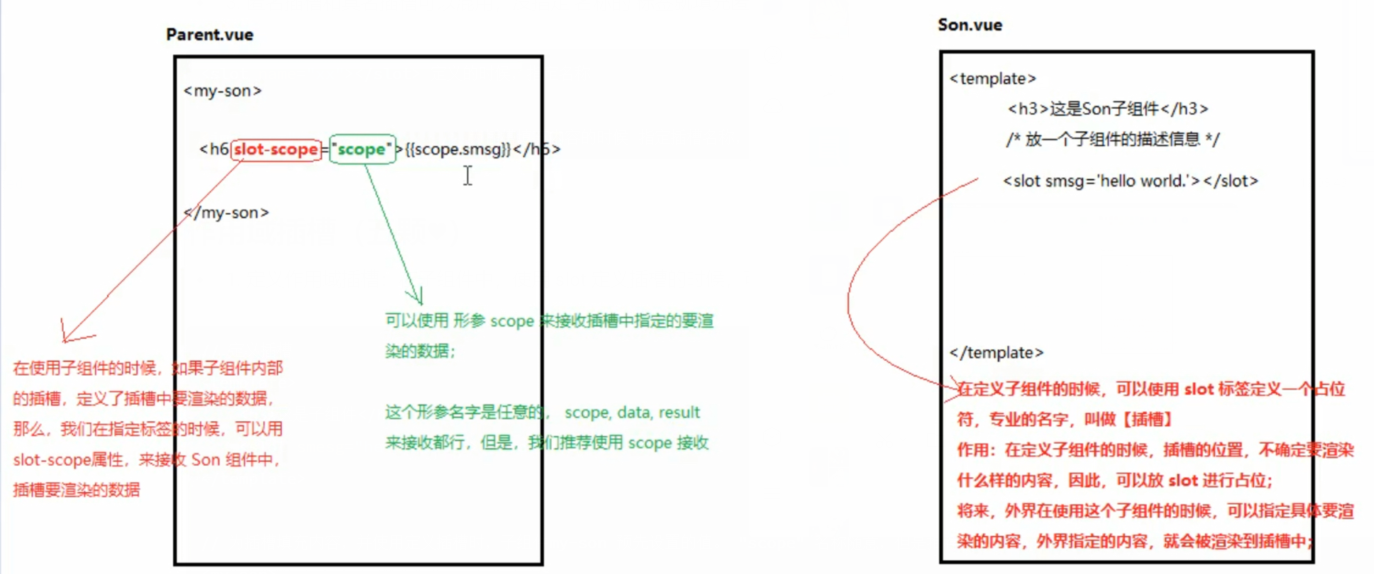 Parent.vue
<my-son>
<h6 slot-scope="scope">{{scope.smsg}}</h6>
</my-son>
在使用子组件的时候，如果子组件内部
的插槽，定义了插槽中要渲染的数据，
那么，我们在指定标签的时候，可以用
slot-scope属性，来接收 Son 组件中，
插槽要渲染的数据
可以使用 形参 scope 来接收插槽中指定的要渲
染的数据；
这个形参名字是任意的， scope, data, result
来接收都行，但是，我们推荐使用 scope 接收
Son.vue
<template>
<h3>这是Son子组件</h3>
/* 放一个子组件的描述信息 */
<slot smsg='hello world.'></slot>
</template>
在定义子组件的时候，可以使用 slot 标签定义一个占位
符，专业的名字，叫做【插槽】
作用：在定义子组件的时候，插槽的位置，不确定要渲染
什么样的内容，因此，可以放 slot 进行占位；
将来，外界在使用这个子组件的时候，可以指定具体要渲
染的内容，外界指定的内容，就会被渲染到插槽中；